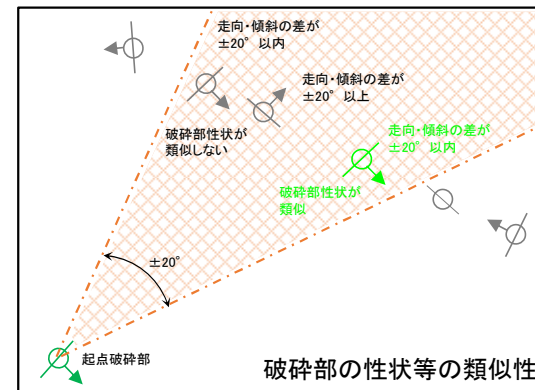 走向・傾斜の差が
±20°以内
走向・傾斜の差が
±20°以上
破砕部性状が
類似しない
走向・傾斜の差が
±20°以内
破砕部性状が
類似
±20°
起点破砕部
破砕部の性状等の類似性